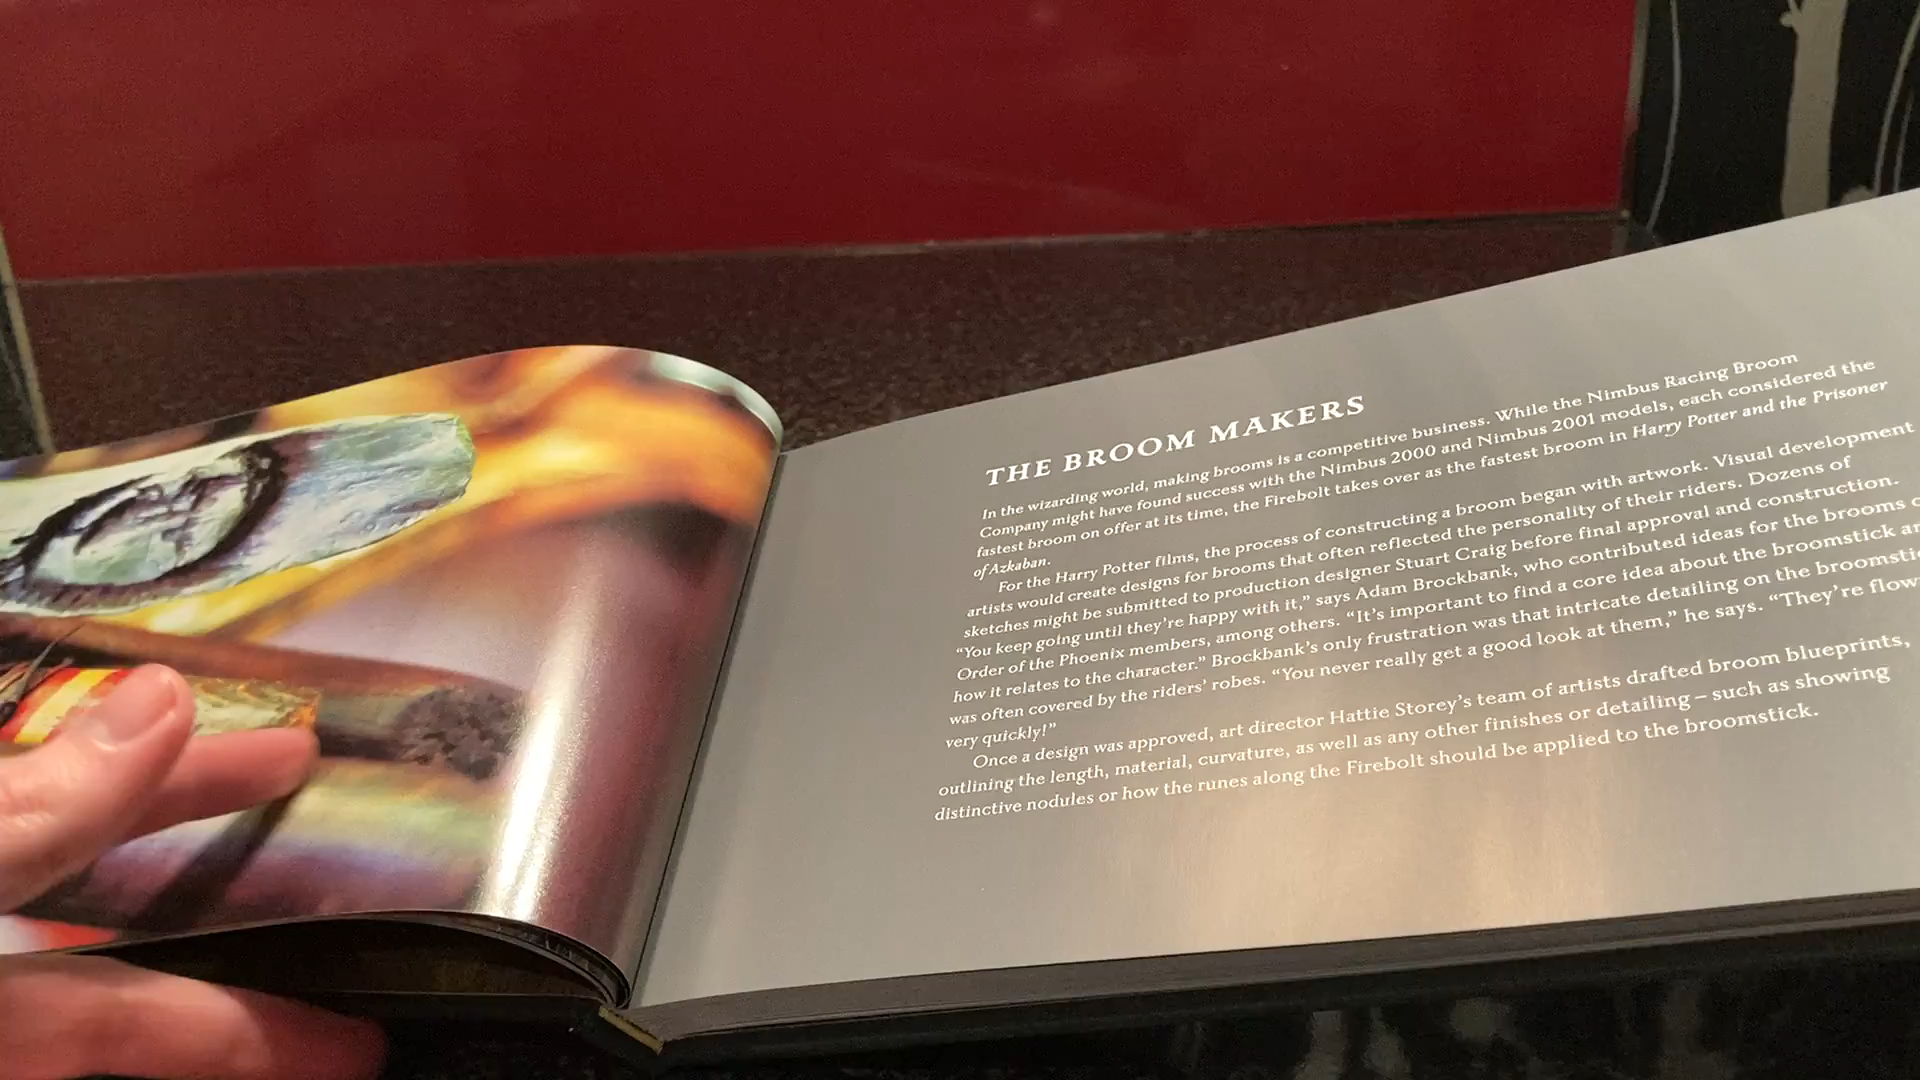 THE BROOM MAKERS
In the wizarding world, making brooms is a competitive business. While the Nimbus Racing Broom
Company might have found success with the Nimbus 2000 and Nimbus 2001 models, each considered the
fastest broom on offer at its time, the Firebolt takes over as the fastest broom in Harry Potter and the Prisoner
of Azkaban.
For the Harry Potter films, the process of constructing a broom began with artwork. Visual development
artists would create designs for brooms that often reflected the personality of their riders. Dozens of
sketches might be submitted to production designer Stuart Craig before final approval and construction.
“You keep going until they’re happy with it,” says Adam Brockbank, who contributed ideas for the brooms
Order of the Phoenix members, among others. “It’s important to find a core idea about the broomstick
how it relates to the character.” Brockbank’s only frustration was that intricate detailing on the
was often covered by the riders’ robes. “You never really get a good look at them,” he says. “They’re
very quickly!”
Once a design was approved, art director Hattie Storey’s team of artists drafted broom blueprints,
outlining the length, material, curvature, as well as any other finishes or detailing – such as showing
distinctive nodules or how the runes along the Firebolt should be applied to the broomstick.